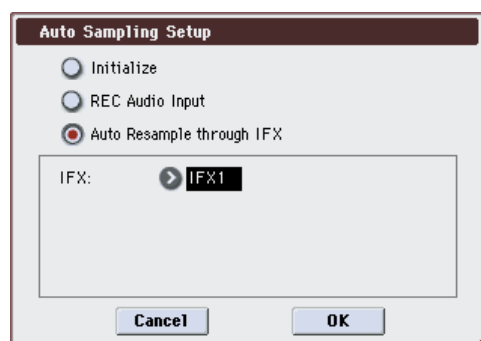 Auto Sampling Setup
Initialize
REC Audio Input
Auto Resample through IFX
IFX: IFX1
Cancel OK